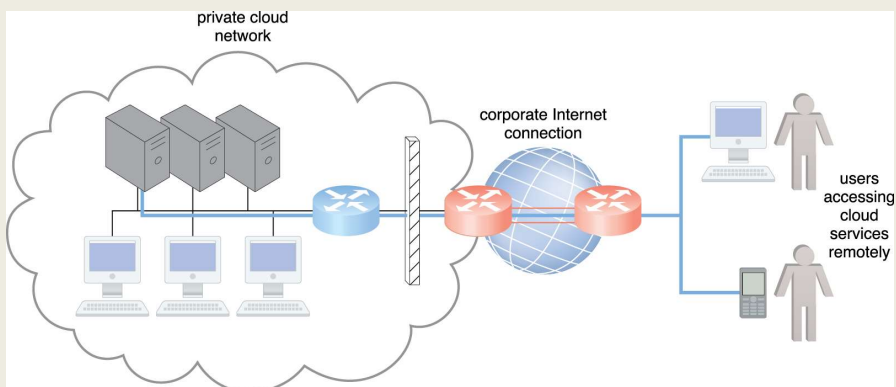 private cloud
network
corporate Internet
connection
users
accessing
cloud
services
remotely